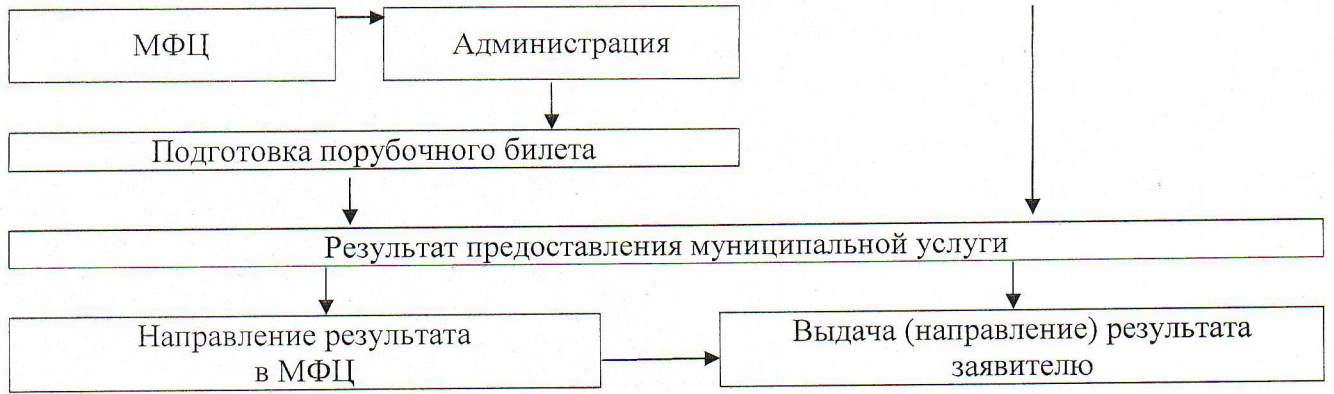 МФЦ
Администрация
Подготовка порубочного билета
Результат предоставления муниципальной услуги
Направление результата
в МФЦ
Выдача (направление) результата
заявителю